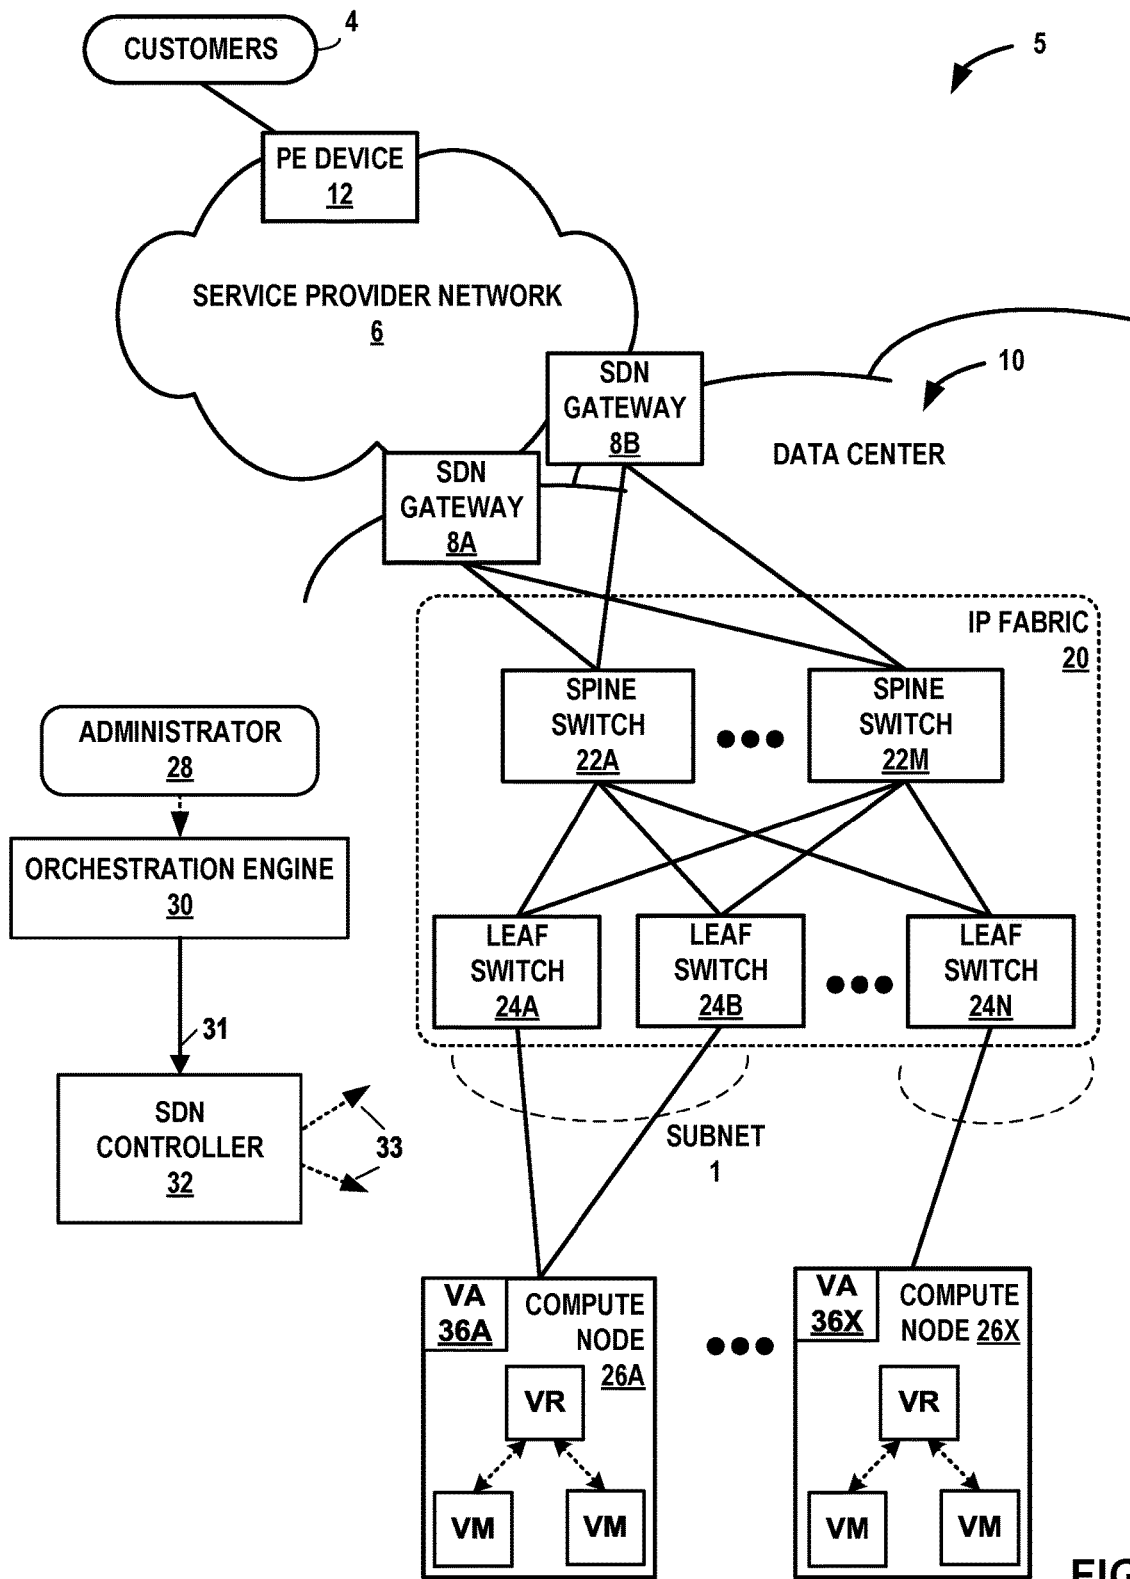 CUSTOMERS
4
5
PE DEVICE
12
SERVICE PROVIDER NETWORK
6
SDN
GATEWAY
8B
10
DATA CENTER
SDN
GATEWAY
8A
IP FABRIC
20
SPINE
SWITCH
22A
SPINE
SWITCH
22M
ADMINISTRATOR
28
ORCHESTRATION ENGINE
30
LEAF
SWITCH
24A
LEAF
SWITCH
24B
LEAF
SWITCH
24N
31
SDN
CONTROLLER
32
33
SUBNET
1
VA
36A
COMPUTE
NODE
26A
VR
VM
VM
VA
36X
COMPUTE
NODE 26X
VR
VM
VM
FIG